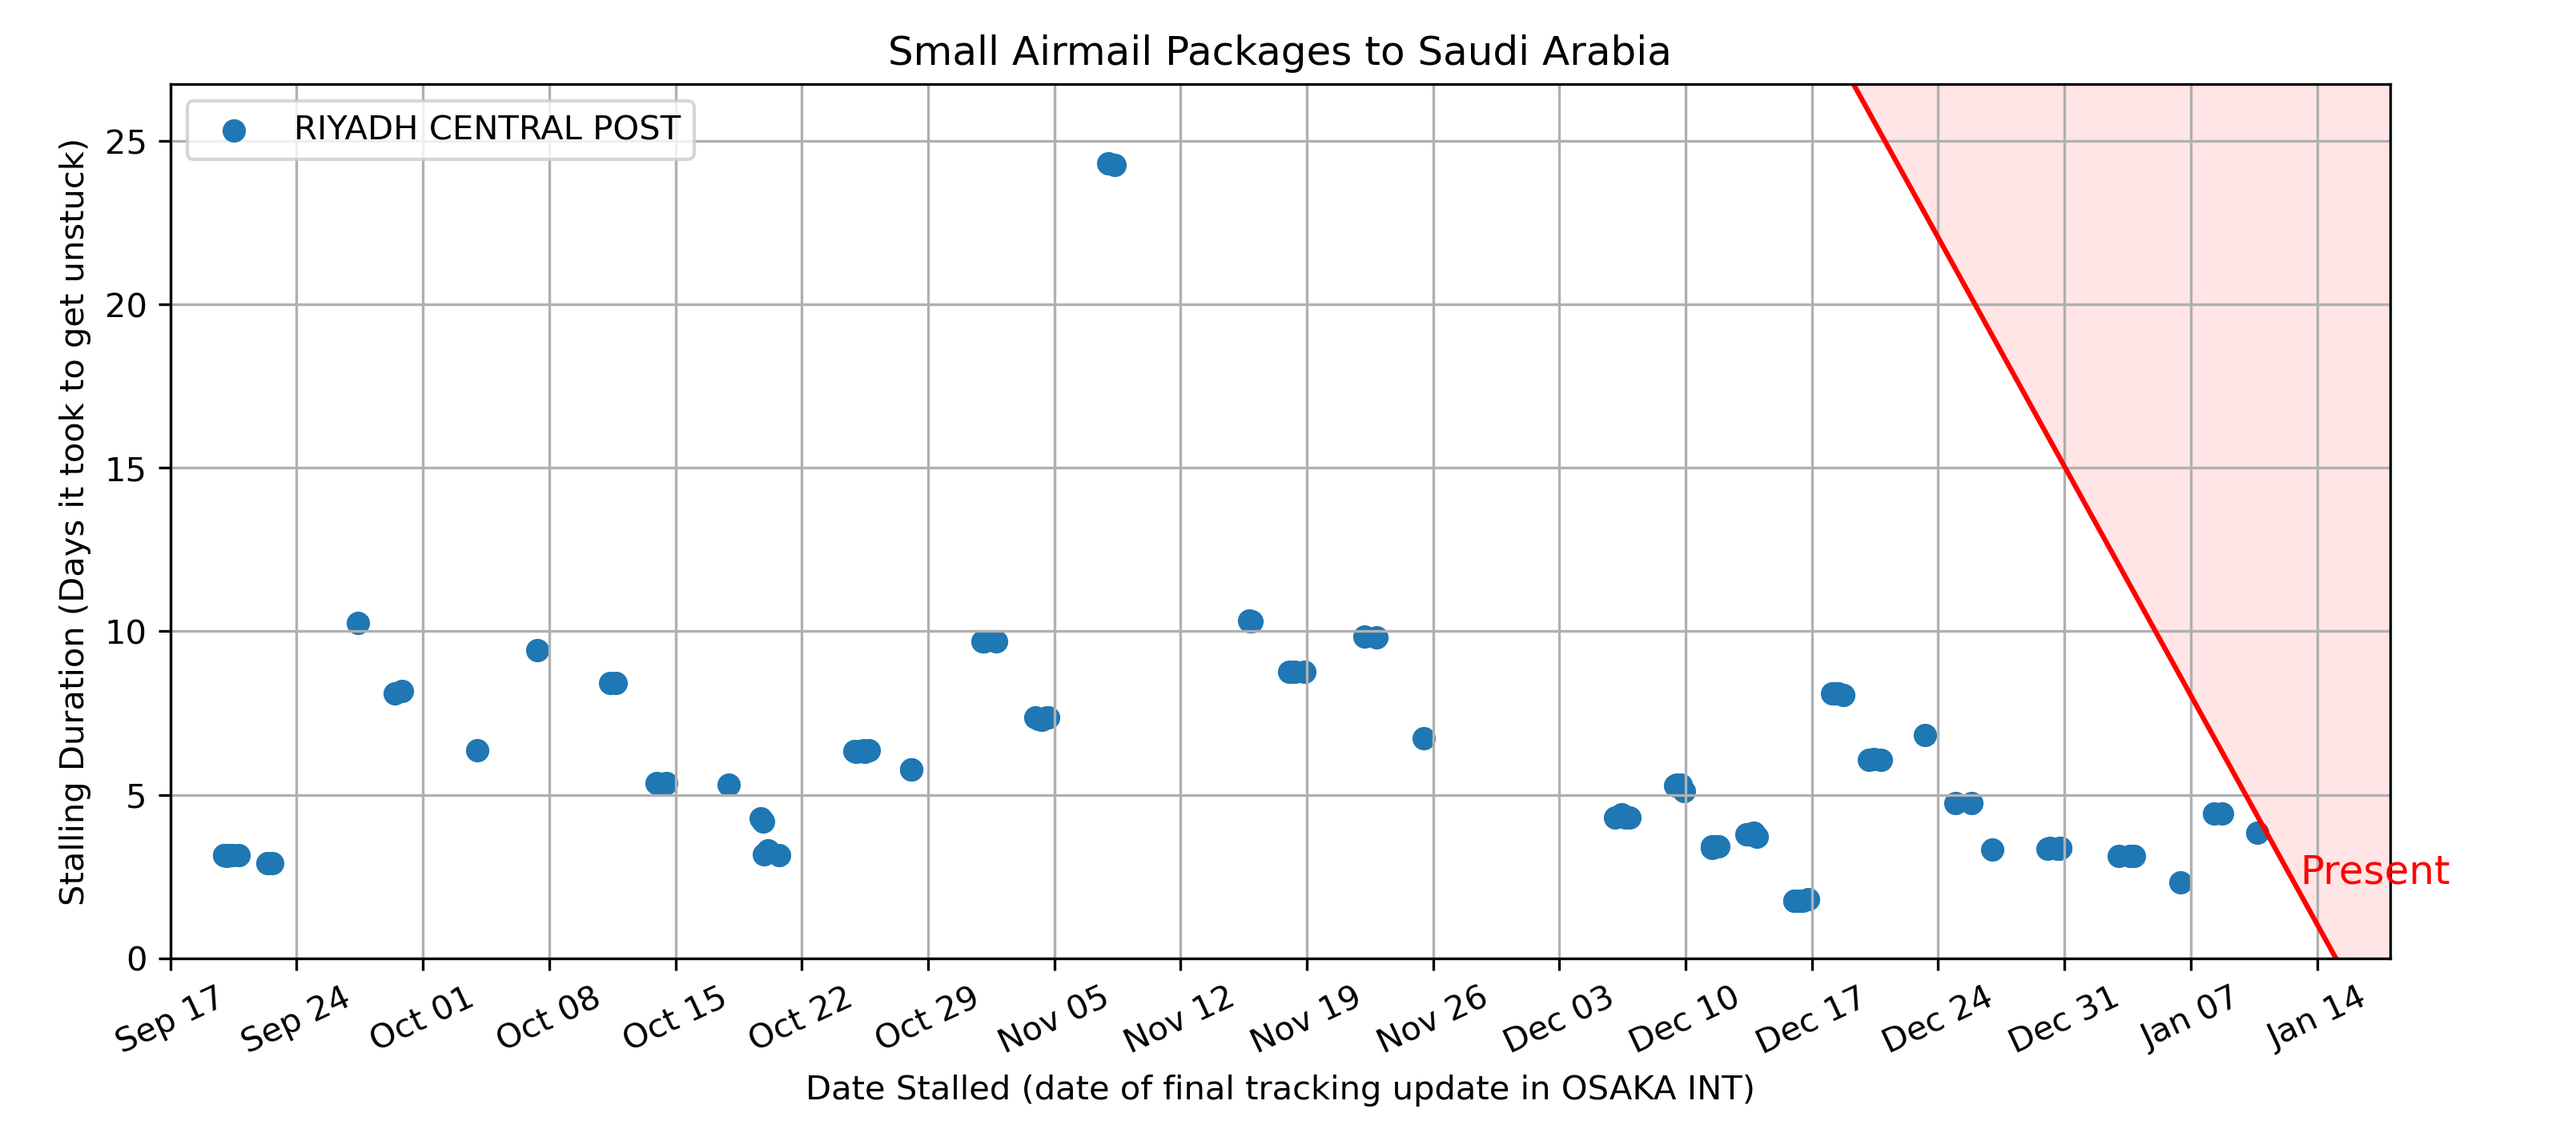 Small Airmail Packages to Saudi Arabia
RIYADH CENTRAL POST
Stalling Duration (Days it took to get unstuck)
25
20
15
10
5
0
Present
Sep 17
Sep 24
Oct 01
Oct 08
Oct 15
Oct 22
Oct 29
Nov 05
Nov 12
Nov 19
Nov 26
Dec 03
Dec 10
Dec 17
Dec 24
Dec 31
Jan 07
Jan 14
Date Stalled (date of final tracking update in OSAKA INT)